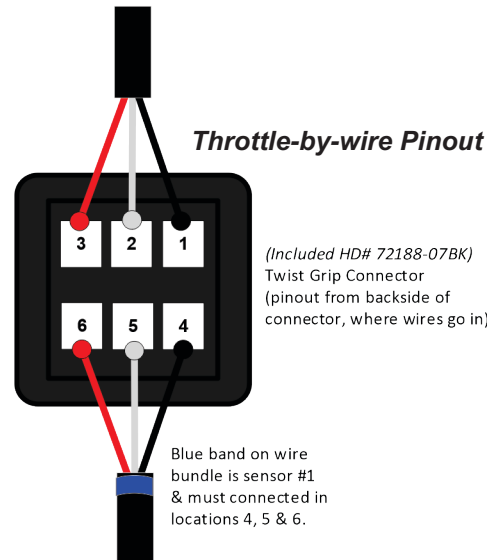 Throttle-by-wire Pinout
3 2 1
(Included HD# 72188-07BK)
Twist Grip Connector
(pinout from backside of
connector, where wires go in)
6 5 4
Blue band on wire
bundle is sensor #1
& must connected in
locations 4, 5 & 6.